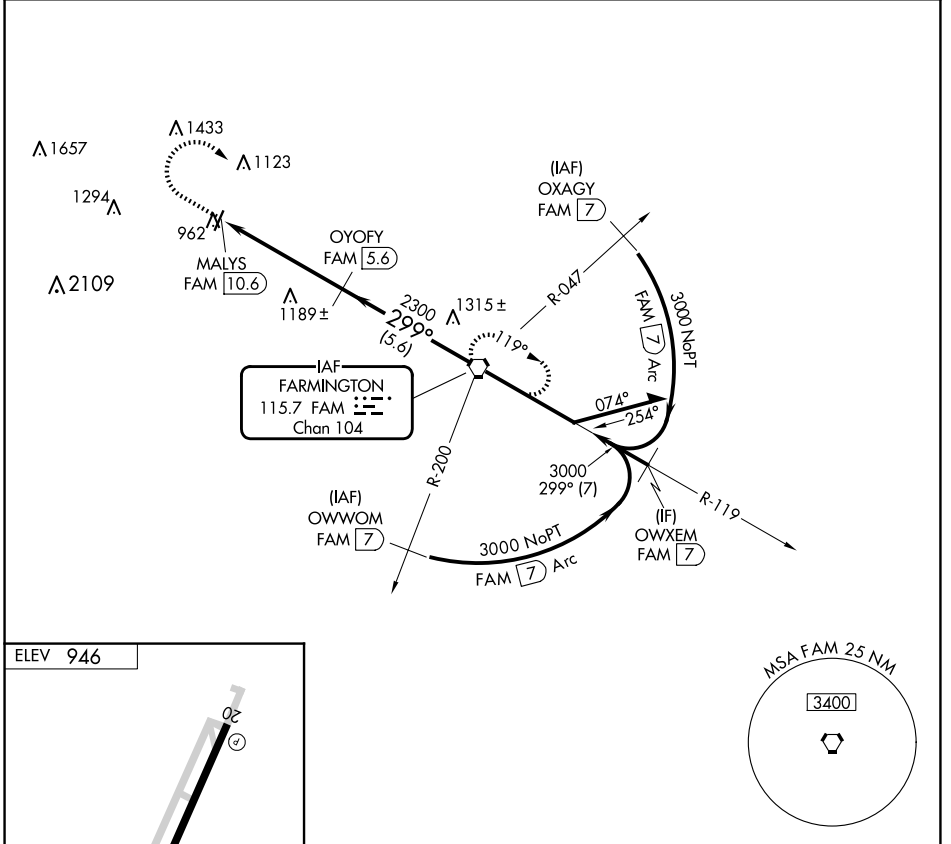 1433
1657
1123
(IAF)
OXAGY
FAM 7
1294
962
OYOFY
FAM 5.6
MALYS
FAM 10.6
2109
1189 ±
2300
299°
(5.6)
1315 ±
119°
R-047
3000 NoPT
FAM 7 Arc
IAF
FARMINGTON
115.7 FAM
Chan 104
074°
254°
R-200
3000
299° (7)
R-119
(IAF)
OWWOM
FAM 7
3000 NoPT
FAM 7 Arc
(IF)
OWXEM
FAM 7
ELEV 946
20
P
MSA FAM 25 NM
3400